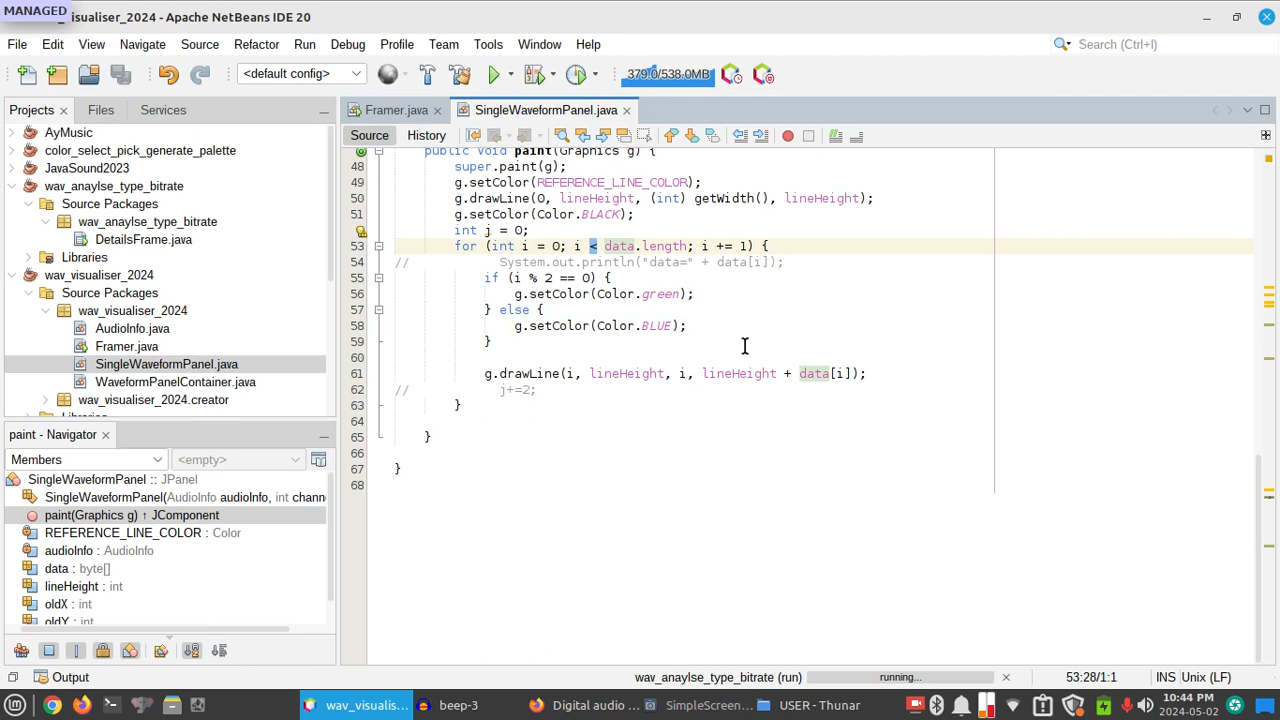 MANAGED
_visualiser_2024 - Apache NetBeans IDE 20
File Edit View Navigate Source Refactor Run Debug Profile Team Tools Window Help
Search (Ctrl+I)
<default config>
379.0/538.0MB
Projects
Files
Services
Framer.java
SingleWaveformPanel.java
Source
History
AyMusic
color_select_pick_generate_palette
JavaSound2023
wav_anaylse_type_bitrate
Source Packages
wav_anaylse_type_bitrate
DetailsFrame.java
Libraries
wav_visualiser_2024
Source Packages
wav_visualiser_2024
AudioInfo.java
Framer.java
SingleWaveformPanel.java
WaveformPanelContainer.java
wav_visualiser_2024.creator
Libraries
paint - Navigator
Members
<empty>
SingleWaveformPanel :: JPanel
SingleWaveformPanel(AudioInfo audioInfo, int chann
paint(Graphics g) ↑ JComponent
REFERENCE_LINE_COLOR : Color
audioInfo : AudioInfo
data : byte[]
lineHeight : int
oldX : int
oldY : int
public void paint(Graphics g) {
48 super.paint(g);
49 g.setColor(REFERENCE_LINE_COLOR);
50 g.drawLine(0, lineHeight, (int) getWidth(), lineHeight);
51 g.setColor(Color.BLACK);
int j = 0;
53 for (int i = 0; i < data.length; i += 1) {
54 // System.out.println("data=" + data[i]);
55 if (i % 2 == 0) {
56 g.setColor(Color.green);
57 } else {
58 g.setColor(Color.BLUE);
59 }
60
61 g.drawLine(i, lineHeight, i, lineHeight + data[i]);
62 // j+=2;
63 }
64
65 }
66
67 }
68
Output
wav_anaylse_type_bitrate (run)
running...
53:28/1:1
INS
Unix (LF)
wav_visualis...
beep-3
Digital audio ...
SimpleScreen...
USER - Thunar
10:44 PM
2024-05-02